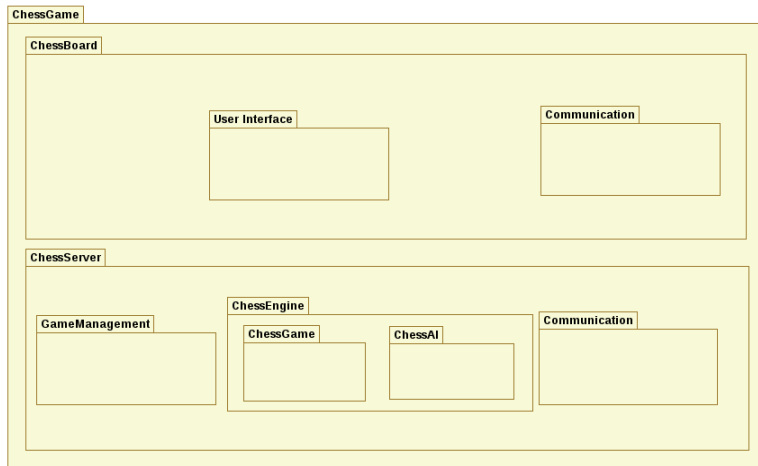 ChessGame
ChessBoard
User Interface
Communication
ChessServer
GameManagement
ChessEngine
ChessGame
ChessAI
Communication